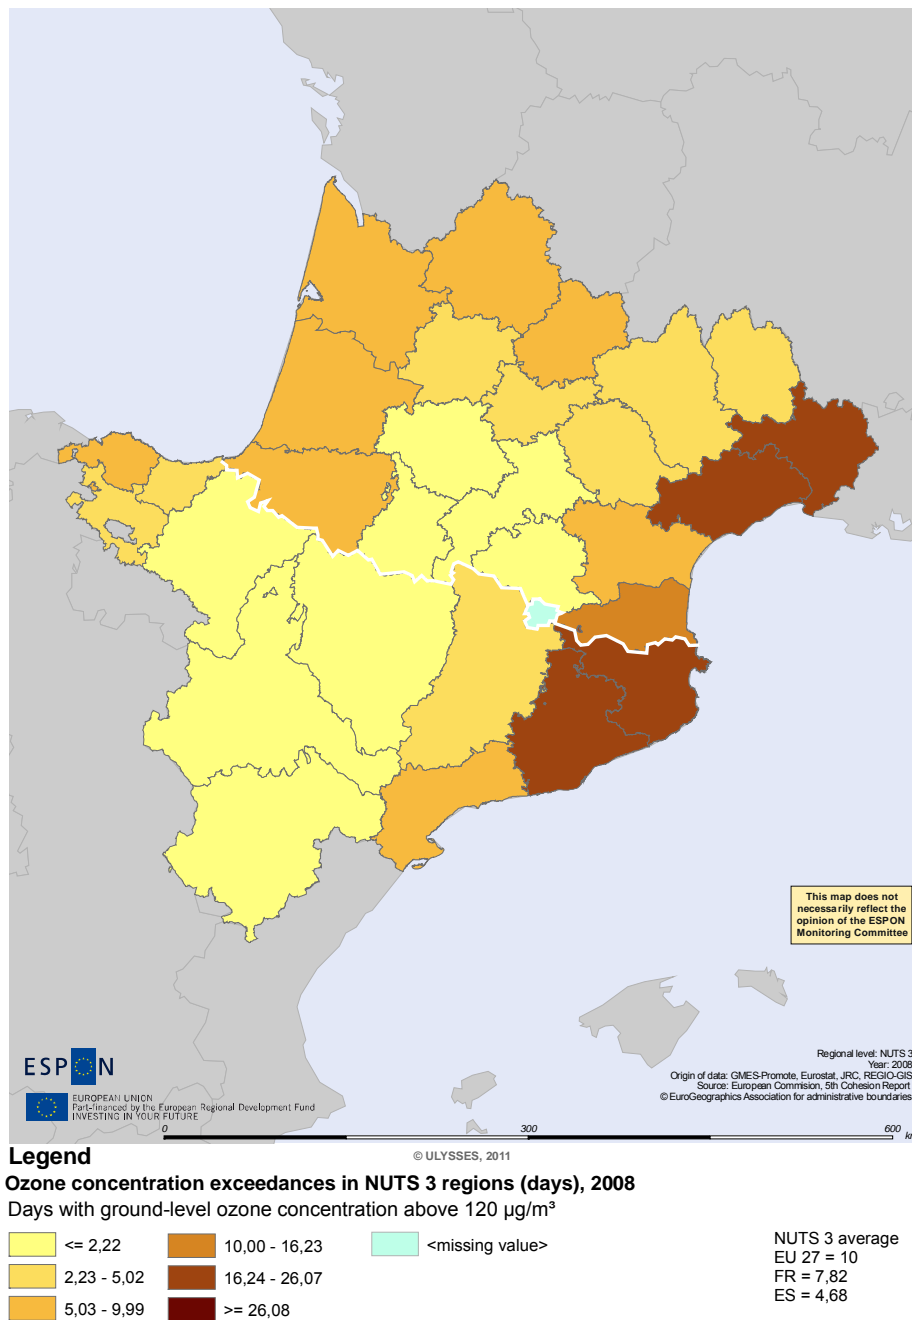 This map does not
necessarily reflect the
opinion of the ESPON
Monitoring Committee
ESPON
EUROPEAN UNION
Part-financed by the European Regional Development Fund
INVESTING IN YOUR FUTURE
Regional level: NUTS 3
Year: 2008
Origin of data: GMES-Promote, Eurostat, JRC, REGIO-GIS
Source: European Commision, 5th Cohesion Report
© EuroGeographics Association for administrative boundaries
0 300 600
km
Legend
© ULYSSES, 2011
Ozone concentration exceedances in NUTS 3 regions (days), 2008
Days with ground-level ozone concentration above 120 µg/m³
<= 2,22
2,23 - 5,02
5,03 - 9,99
10,00 - 16,23
16,24 - 26,07
>= 26,08
<missing value>
NUTS 3 average
EU 27 = 10
FR = 7,82
ES = 4,68